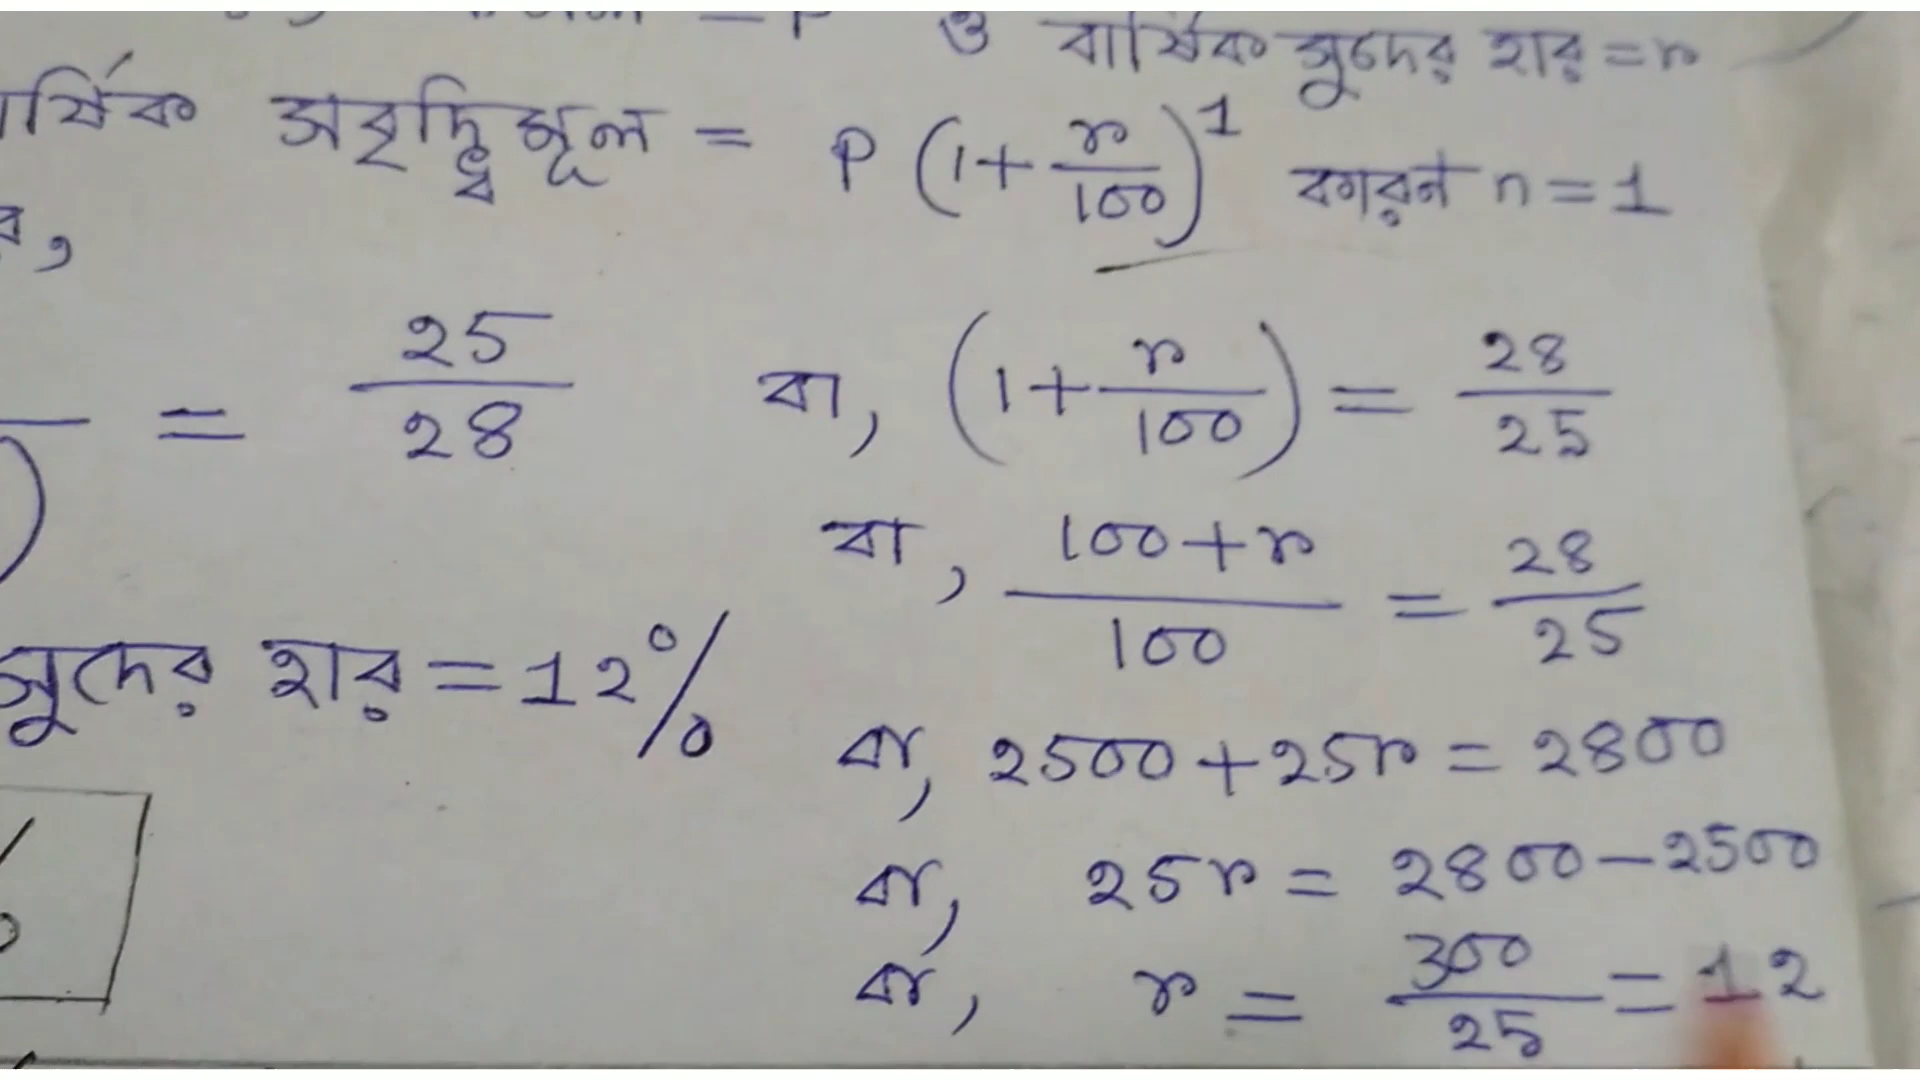 ও বার্ষিক সুদের হার = r
র্ষিক সবৃদ্ধিমূল = P (1 + r/100)^1 কারন n = 1
,
= 25/28 বা, (1 + r/100) = 28/25
বা, (100 + r)/100 = 28/25
সুদের হার = 12%
বা, 2500 + 25r = 2800
বা, 25r = 2800 - 2500
বা, r = 300/25 = 12